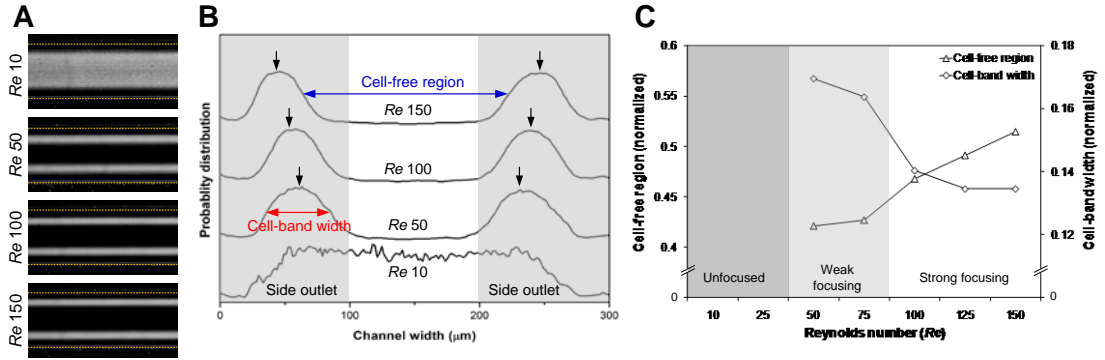 A
Re 10
Re 50
Re 100
Re 150
B
Probablity distribution
Cell-free region
Re 150
Re 100
Re 50
Cell-band width
Re 10
Side outlet
Side outlet
0
100
200
300
Channel width (μm)
C
0.6
0.55
0.5
0.45
0.4
0
Cell-free region (normalized)
Cell-free region
Cell-band width
Unfocused
Weak
focusing
Strong focusing
10
25
50
75
100
125
150
Reynolds number (Re)
0.18
0.16
0.14
0.12
0.00
Cell-band width (normalized)